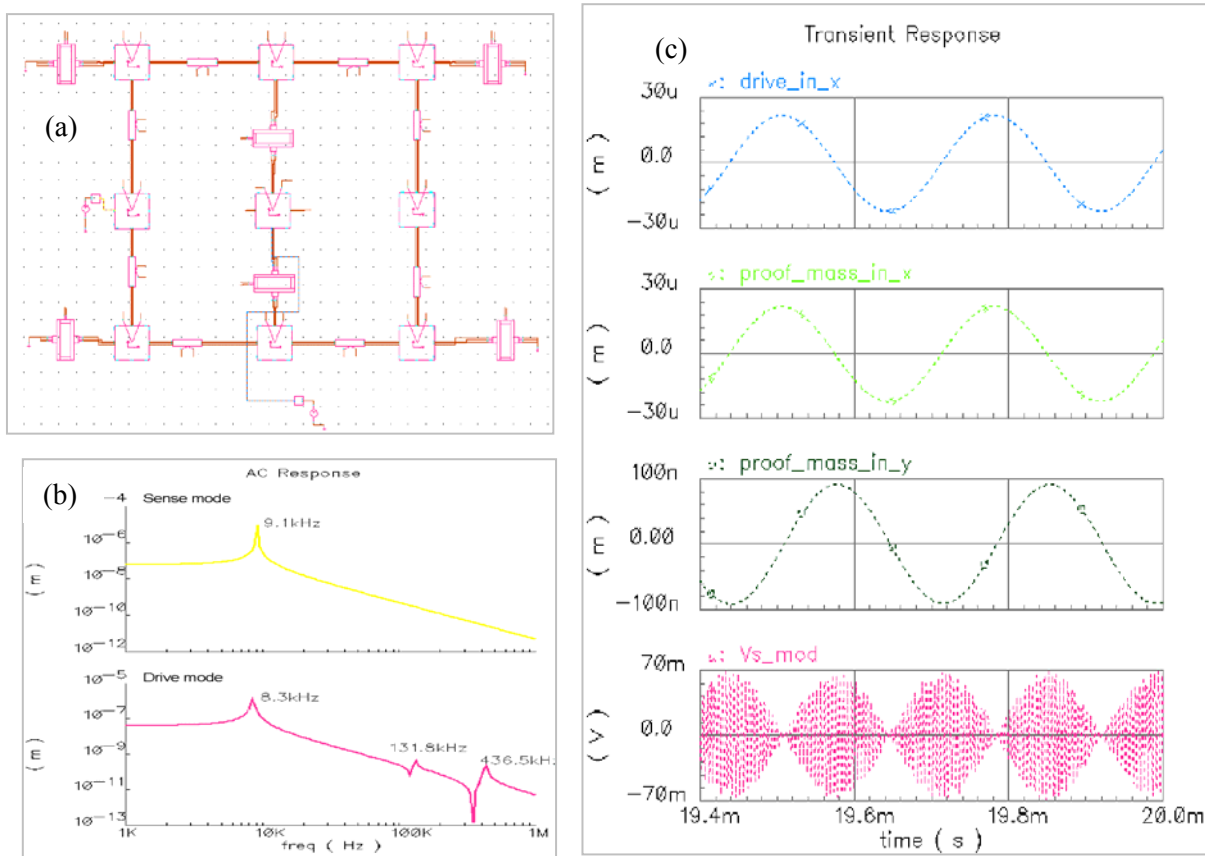 (a)
(b)
AC Response
-4
Sense mode
9.1kHz
10-6
10-8
10-10
10-12
( m )
10-5
Drive mode
8.3kHz
10-7
131.8kHz
10-9
436.5kHz
10-11
10-13
( m )
1K
10K
100K
1M
freq ( Hz )
(c)
Transient Response
drive_in_x
30u
0.0
-30u
( m )
proof_mass_in_x
30u
0.0
-30u
( m )
proof_mass_in_y
100n
0.00
-100n
( m )
Vs_mod
70m
0.0
-70m
( V )
19.4m
19.6m
19.8m
20.0m
time ( s )